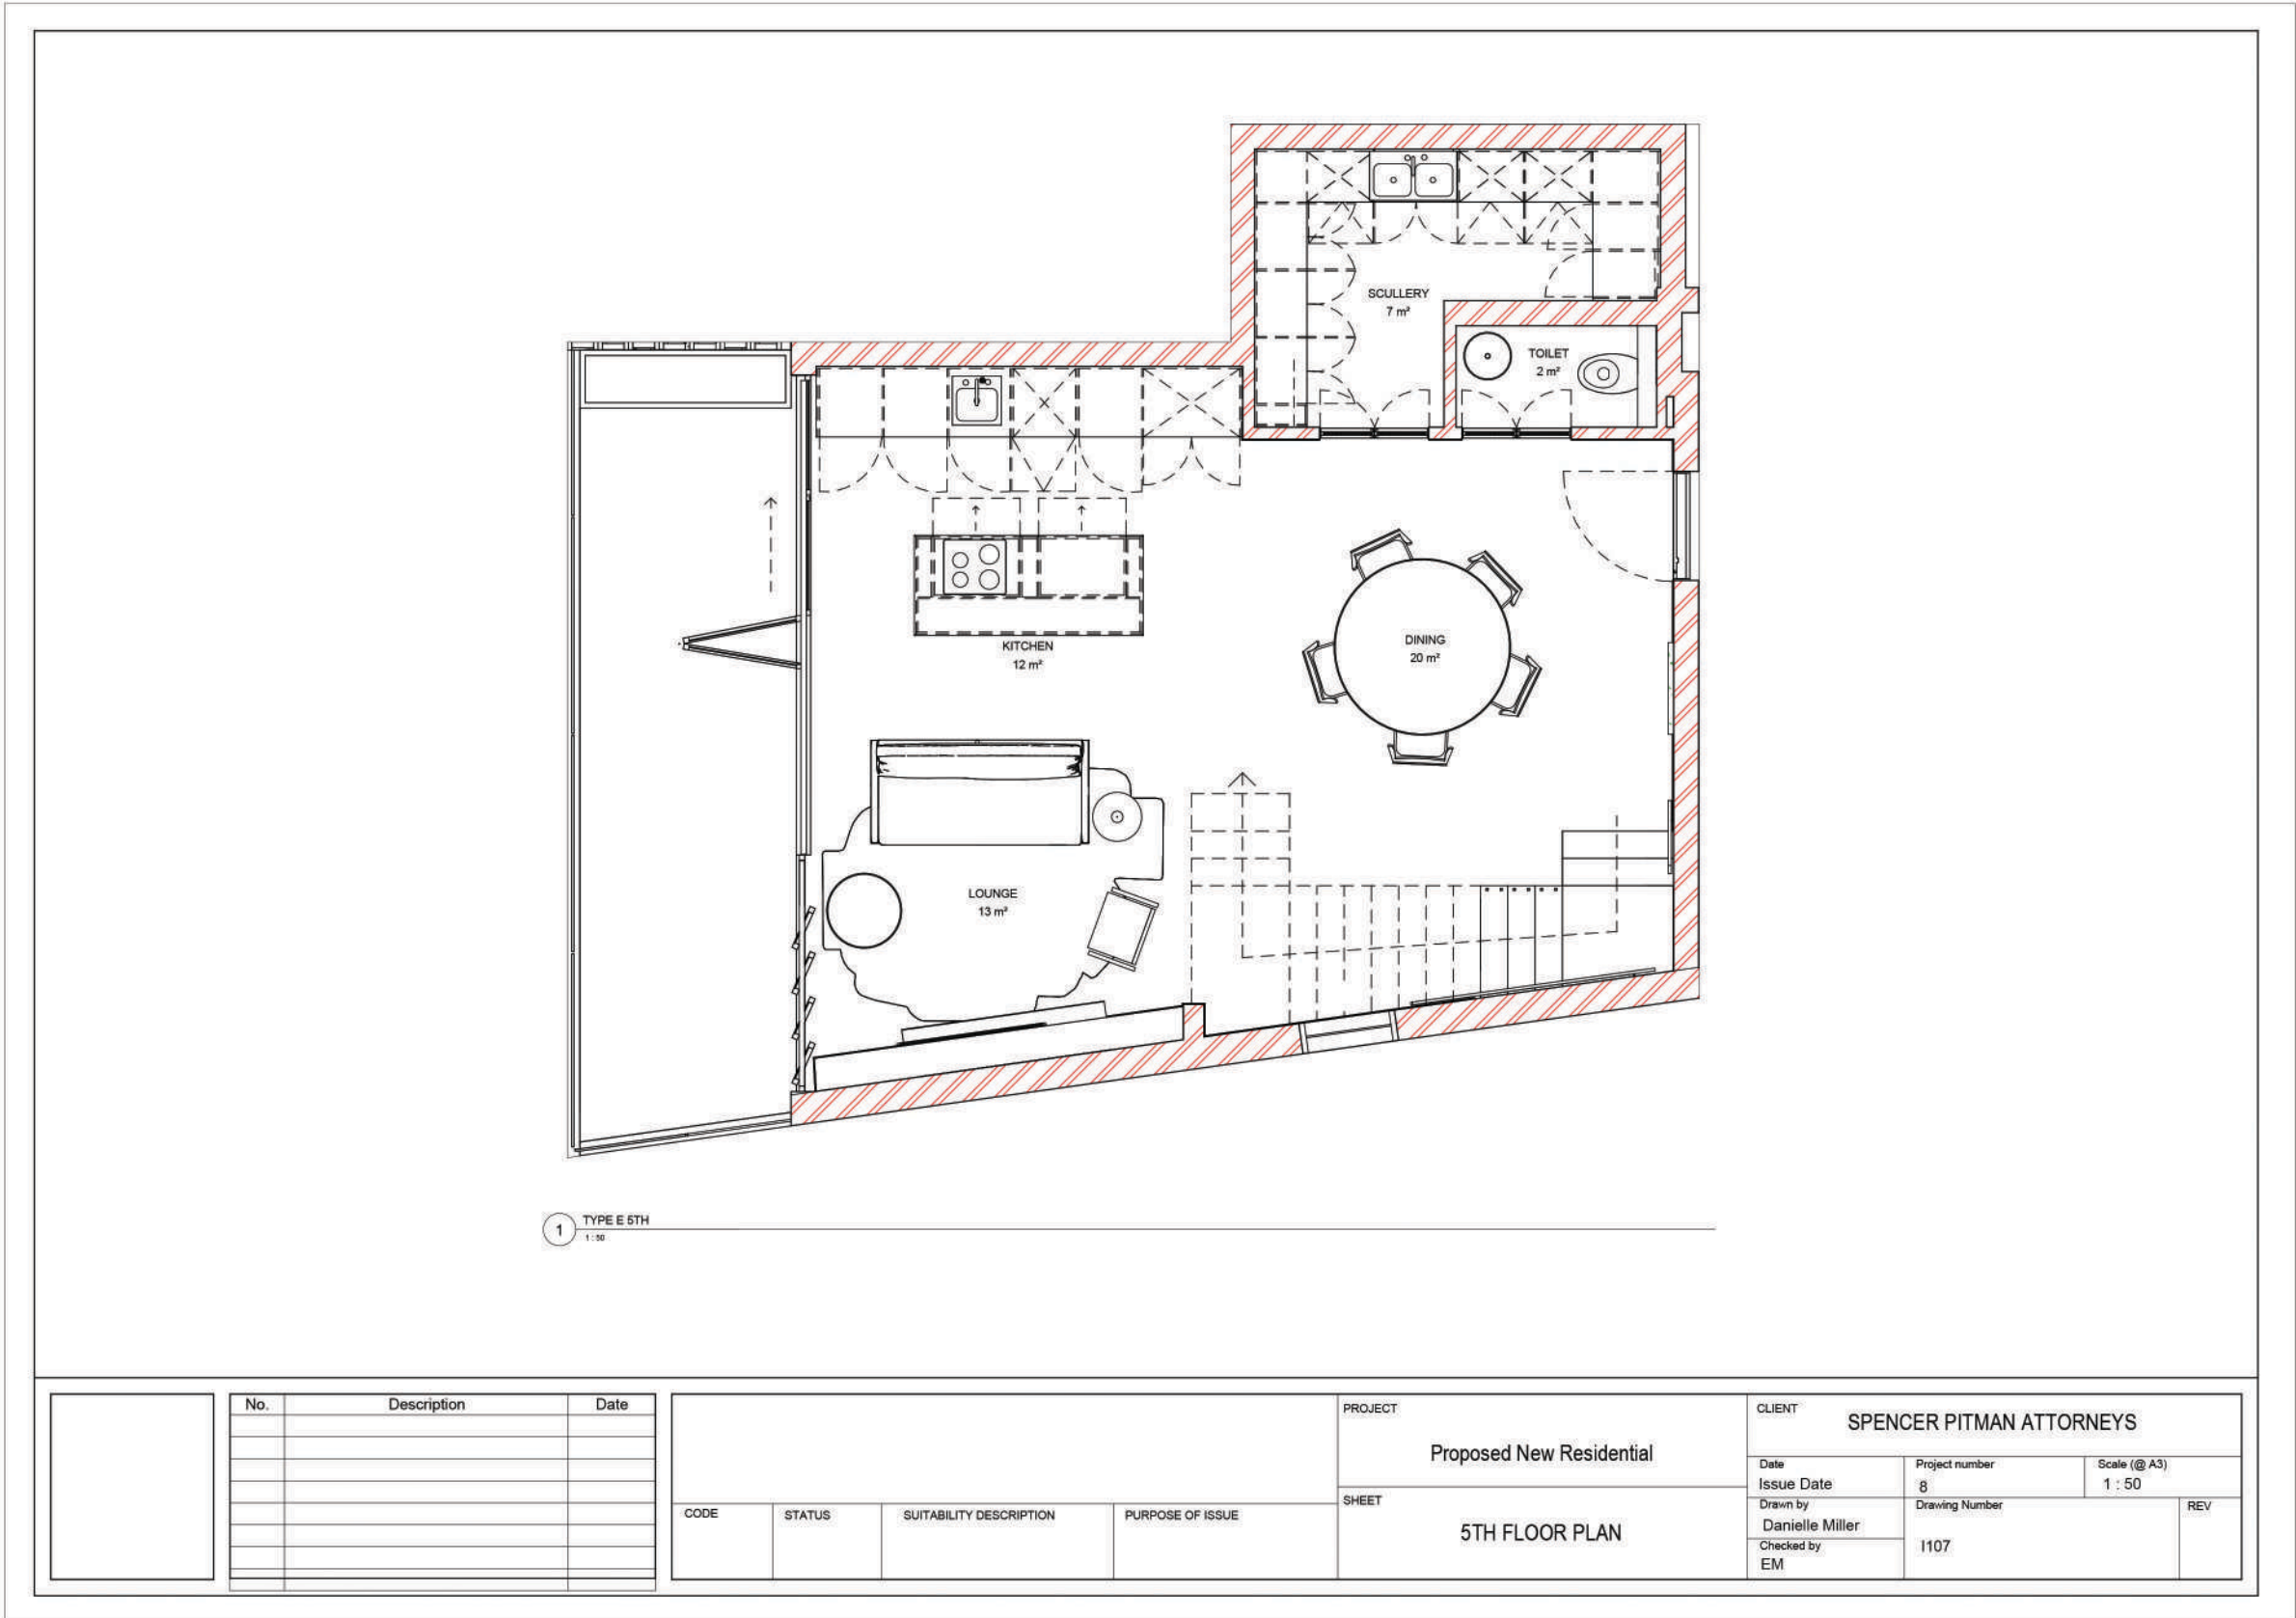 SCULLERY
7 m²
TOILET
2 m²
KITCHEN
12 m²
DINING
20 m²
LOUNGE
13 m²
1
TYPE E 5TH
1 : 50
No.
Description
Date
CODE
STATUS
SUITABILITY DESCRIPTION
PURPOSE OF ISSUE
PROJECT
Proposed New Residential
SHEET
5TH FLOOR PLAN
CLIENT
SPENCER PITMAN ATTORNEYS
Date
Issue Date
Project number
8
Scale (@ A3)
1 : 50
Drawn by
Danielle Miller
Checked by
EM
Drawing Number
I107
REV